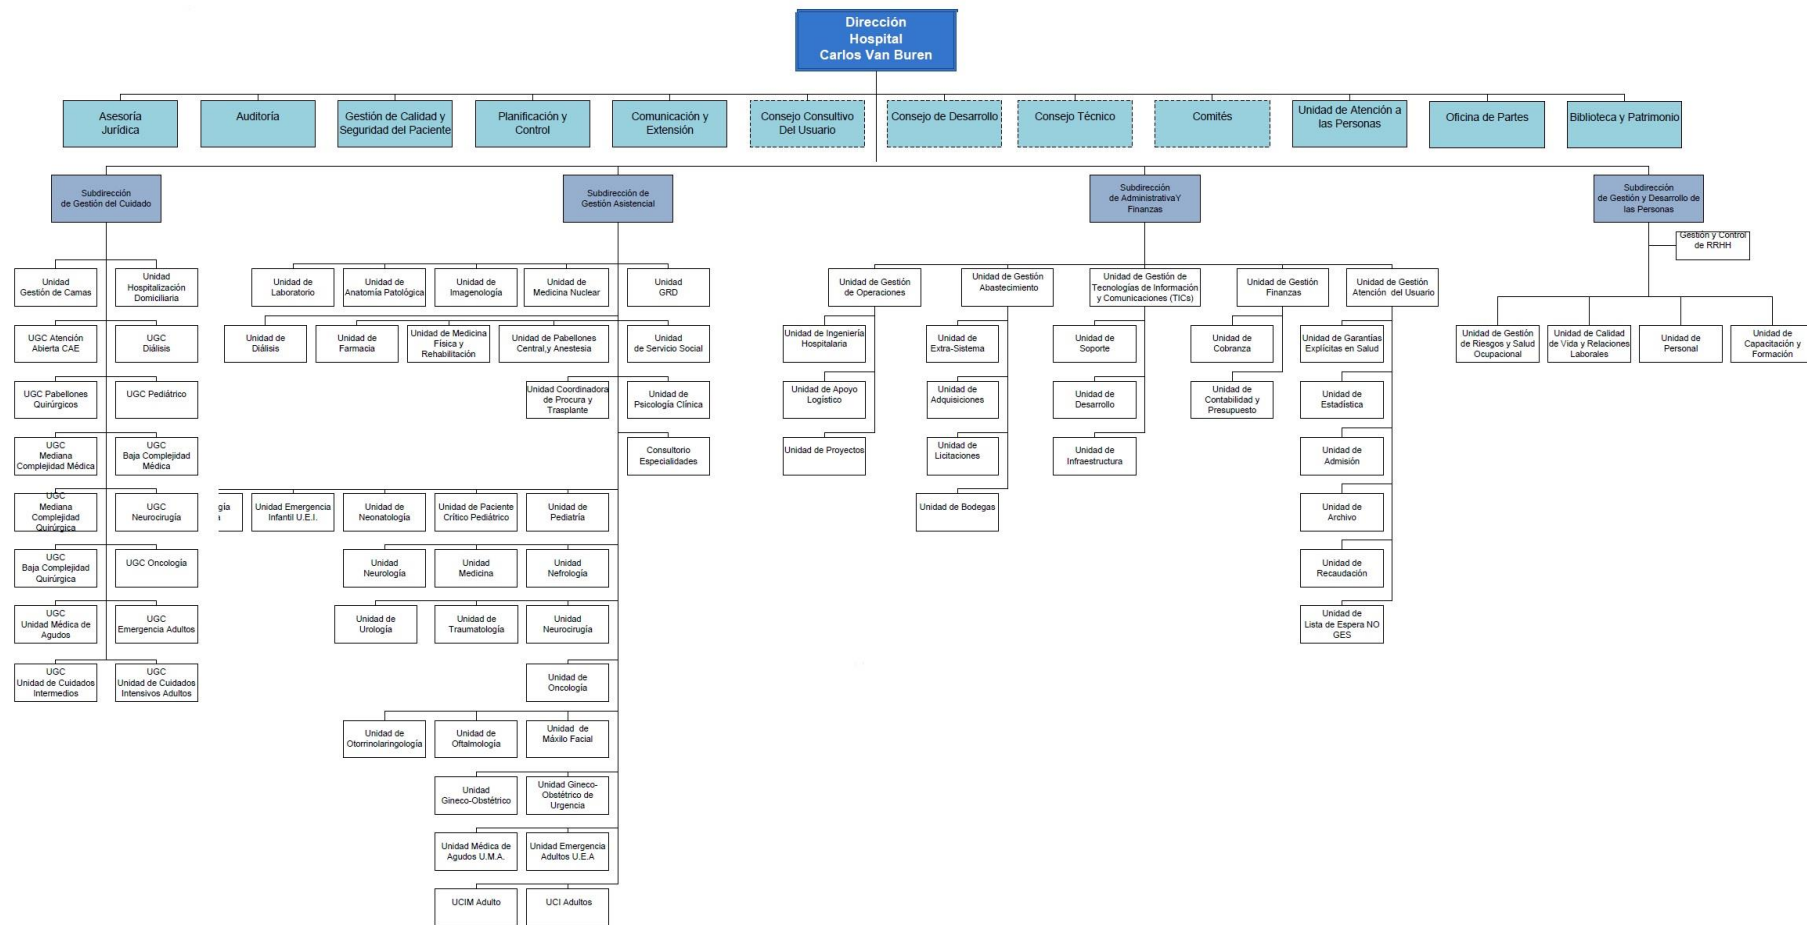 Dirección
Hospital
Carlos Van Buren
Asesoría
Jurídica
Auditoría
Gestión de Calidad y
Seguridad del Paciente
Planificación y
Control
Comunicación y
Extensión
Consejo Consultivo
Del Usuario
Consejo de Desarrollo
Consejo Técnico
Comités
Unidad de Atención a
las Personas
Oficina de Partes
Biblioteca y Patrimonio
Subdirección
de Gestión del Cuidado
Subdirección de
Gestión Asistencial
Subdirección
de AdministrativaY
Finanzas
Subdirección
de Gestión y Desarrollo de
las Personas
Gestión y Control
de RRHH
Unidad
Gestión de Camas
Unidad
Hospitalización
Domiciliaria
UGC Atención
Abierta CAE
UGC
Diálisis
UGC Pabellones
Quirúrgicos
UGC Pediátrico
UGC
Mediana
Complejidad Médica
UGC
Baja Complejidad
Médica
UGC
Mediana
Complejidad
Quirúrgica
UGC
Neurocirugía
UGC
Baja Complejidad
Quirúrgica
UGC Oncología
UGC
Unidad Médica de
Agudos
UGC
Emergencia Adultos
UGC
Unidad de Cuidados
Intermedios
UGC
Unidad de Cuidados
Intensivos Adultos
Unidad de
Laboratorio
Unidad de
Anatomía Patológica
Unidad de
Imagenología
Unidad de
Medicina Nuclear
Unidad
GRD
Unidad de
Diálisis
Unidad de
Farmacia
Unidad de Medicina
Física y
Rehabilitación
Unidad de Pabellones
Central,y Anestesia
Unidad
de Servicio Social
Unidad Coordinadora
de Procura y
Trasplante
Unidad de
Psicología Clínica
Consultorio
Especialidades
gía
a
Unidad Emergencia
Infantil U.E.I.
Unidad de
Neonatología
Unidad de Paciente
Crítico Pediátrico
Unidad de
Pediatría
Unidad
Neurología
Unidad
Medicina
Unidad
Nefrología
Unidad de
Urología
Unidad de
Traumatología
Unidad
Neurocirugía
Unidad de
Oncología
Unidad de
Otorrinolaringología
Unidad de
Oftalmología
Unidad de
Máxilo Facial
Unidad
Gineco-Obstétrico
Unidad Gineco-
Obstétrico de
Urgencia
Unidad Médica de
Agudos U.M.A.
Unidad Emergencia
Adultos U.E.A
UCIM Adulto
UCI Adultos
Unidad de Gestión
de Operaciones
Unidad de Gestión
Abastecimiento
Unidad de Gestión de
Tecnologías de Información
y Comunicaciones (TICs)
Unidad de Gestión
Finanzas
Unidad de Gestión
Atención del Usuario
Unidad de Ingeniería
Hospitalaria
Unidad de Apoyo
Logístico
Unidad de Proyectos
Unidad de
Extra-Sistema
Unidad de
Adquisiciones
Unidad de
Licitaciones
Unidad de Bodegas
Unidad de
Soporte
Unidad de
Desarrollo
Unidad de
Infraestructura
Unidad de
Cobranza
Unidad de
Contabilidad y
Presupuesto
Unidad de Garantías
Explícitas en Salud
Unidad de
Estadística
Unidad de
Admisión
Unidad de
Archivo
Unidad de
Recaudación
Unidad de
Lista de Espera NO
GES
Unidad de Gestión
de Riesgos y Salud
Ocupacional
Unidad de Calidad
de Vida y Relaciones
Laborales
Unidad de
Personal
Unidad de
Capacitación y
Formación